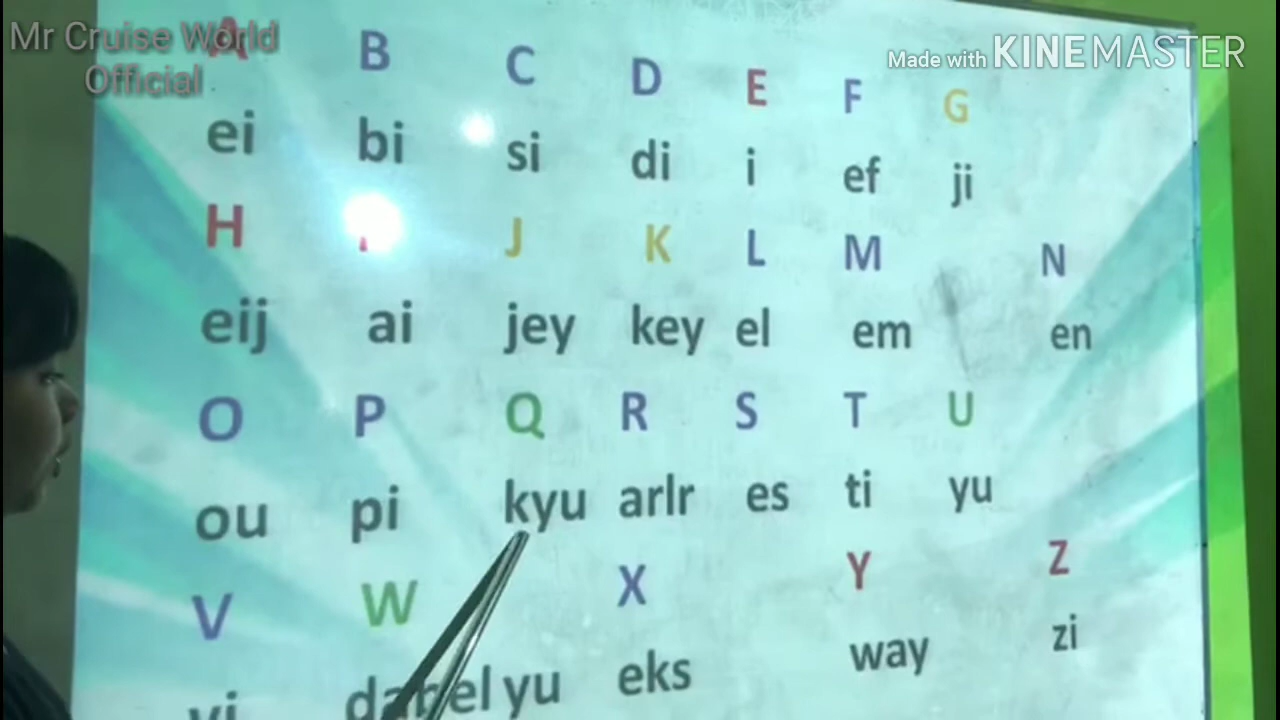 Mr Cruise World
Official
Made with KINEMASTER
A B C D E F G
ei bi si di i ef ji
H J K L M N
eij ai jey key el em en
O P Q R S T U
ou pi kyu arlr es ti yu
V W X Y Z
vi yu eks way zi